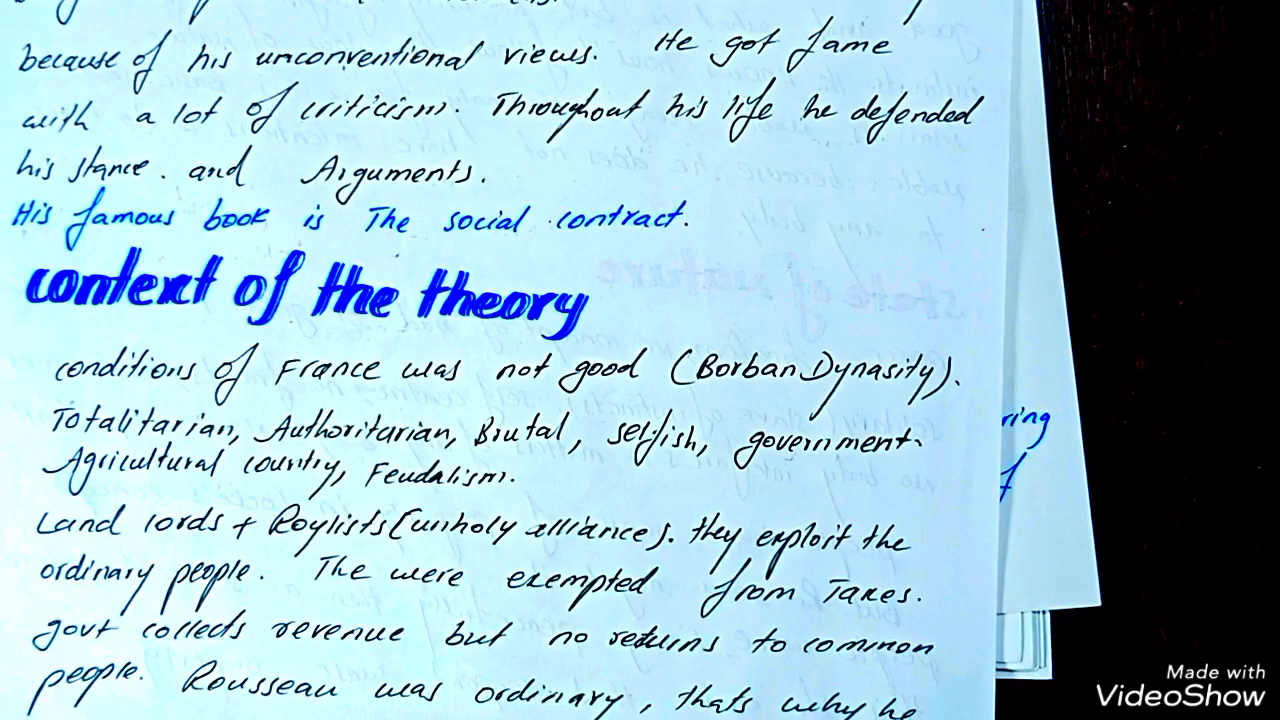 because of his unconventional views. He got fame
with a lot of criticism. Throughout his life he defended
his stance. and Arguments.
His famous book is The social contract.
context of the theory
conditions of France was not good (Borban Dynasity).
Totalitarian, Authoritarian, Brutal, selfish, government.
Agricultural country, Feudalism.
Land lords + Roylists [unholy alliance]. they exploit the
ordinary people. The were exempted from Taxes.
govt collects revenue but no returns to common
people. Rousseau was ordinary, thats why he
Made with
VideoShow